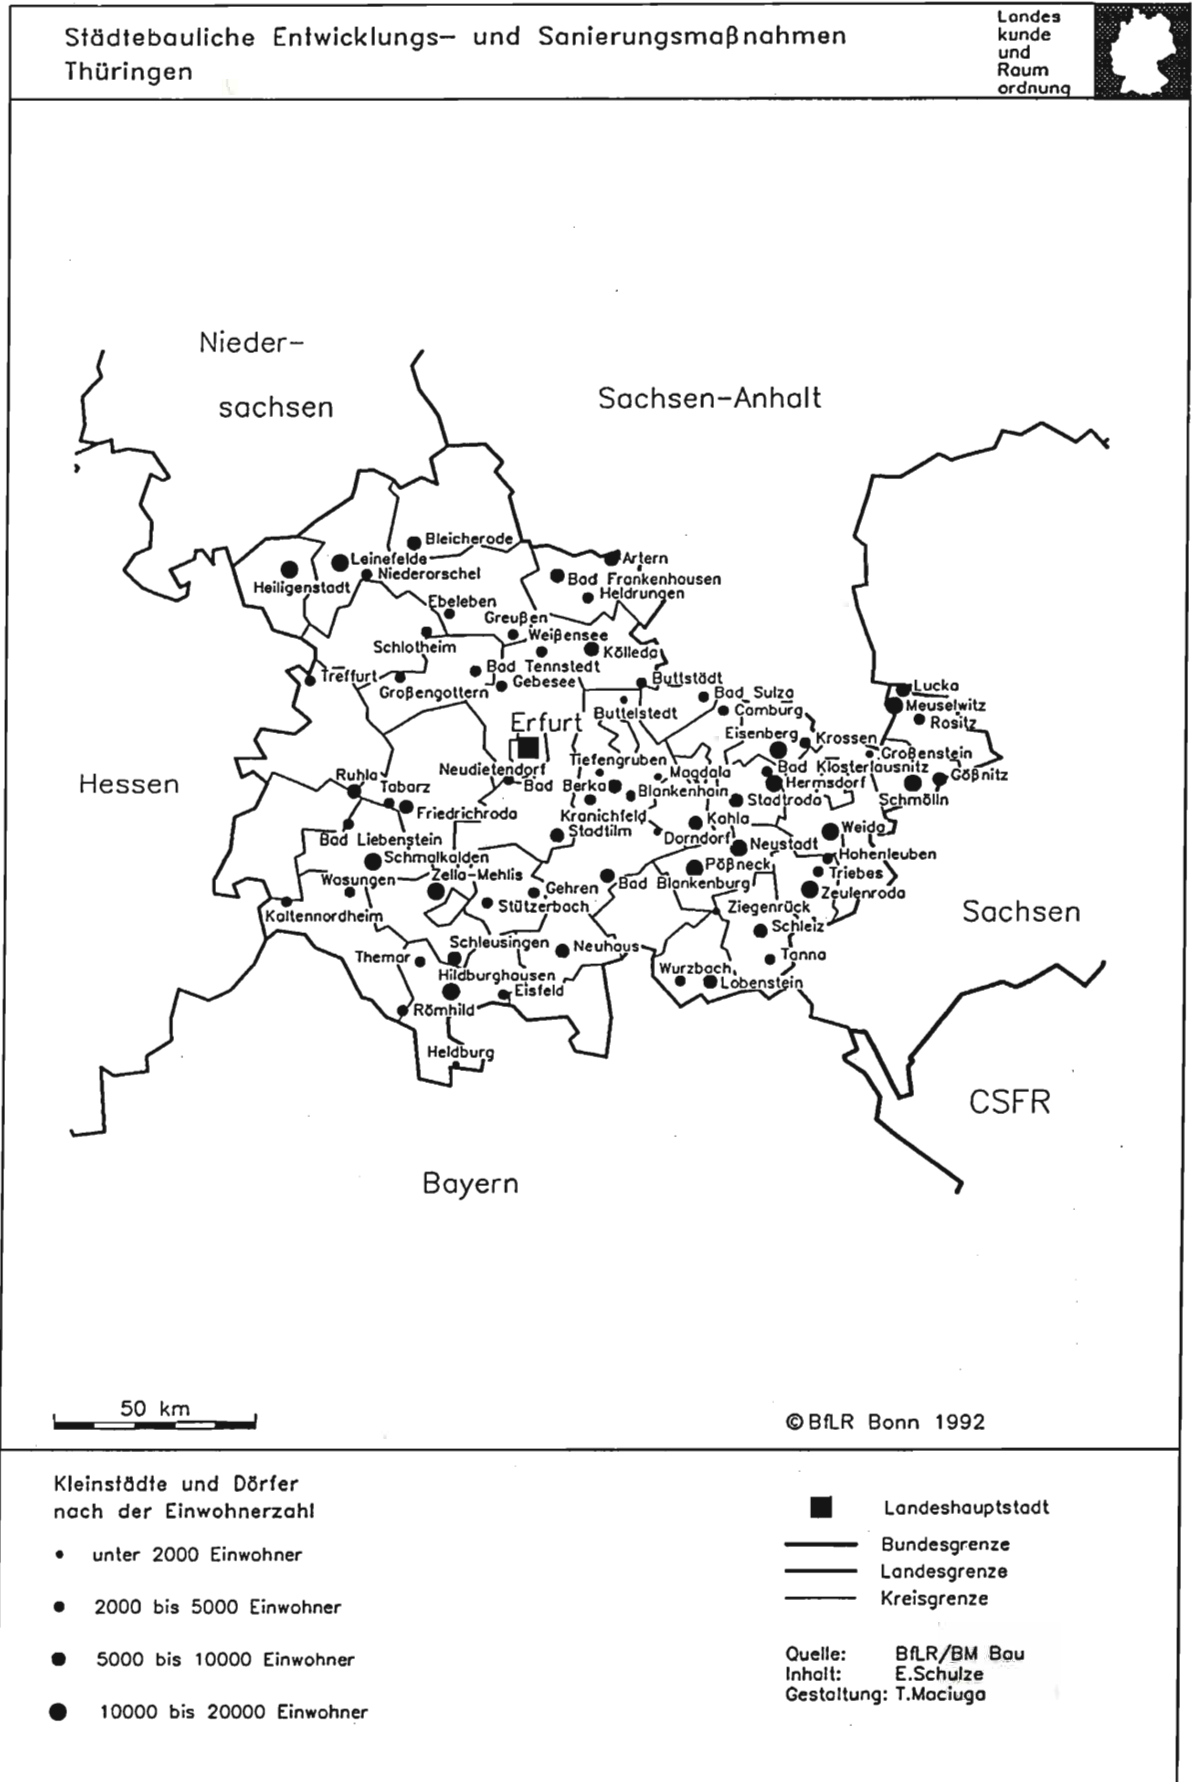 Städtebauliche Entwicklungs- und Sanierungsmaßnahmen
Thüringen
Landes
kunde
und
Raum
ordnung
Nieder-
sachsen
Sachsen-Anhalt
Bleicherode
Leinefelde
Artern
Niederorschel
Bad Frankenhausen
Heiligenstadt
Heldrungen
Ebeleben
Greußen
Weißensee
Schlotheim
Kölleda
Bad Tennstedt
Treffurt
Gebesee
Buttstädt
Großengottern
Lucka
Bad Sulza
Meuselwitz
Camburg
Buttelstedt
Rositz
Erfurt
Eisenberg
Krossen
Großenstein
Tiefengruben
Neudietendorf
Magdala
Bad Klosterlausnitz
Gößnitz
Hessen
Ruhla
Tabarz
Bad Berka
Blankenhain
Hermsdorf
Stadtroda
Schmölln
Friedrichroda
Kranichfeld
Kahla
Stadtilm
Weida
Bad Liebenstein
Dorndorf
Neustadt
Hohenleuben
Schmalkalden
Pößneck
Triebes
Wasungen
Zella-Mehlis
Gehren
Bad Blankenburg
Zeulenroda
Stützerbach
Ziegenrück
Sachsen
Kaltennordheim
Schleiz
Schleusingen
Neuhaus
Themar
Tanna
Wurzbach
Hildburghausen
Lobenstein
Eisfeld
Römhild
Heldburg
CSFR
Bayern
50 km
© BfLR Bonn 1992
Kleinstädte und Dörfer
nach der Einwohnerzahl
unter 2000 Einwohner
2000 bis 5000 Einwohner
5000 bis 10000 Einwohner
10000 bis 20000 Einwohner
Landeshauptstadt
Bundesgrenze
Landesgrenze
Kreisgrenze
Quelle: BfLR/BM Bau
Inhalt: E.Schulze
Gestaltung: T.Maciuga